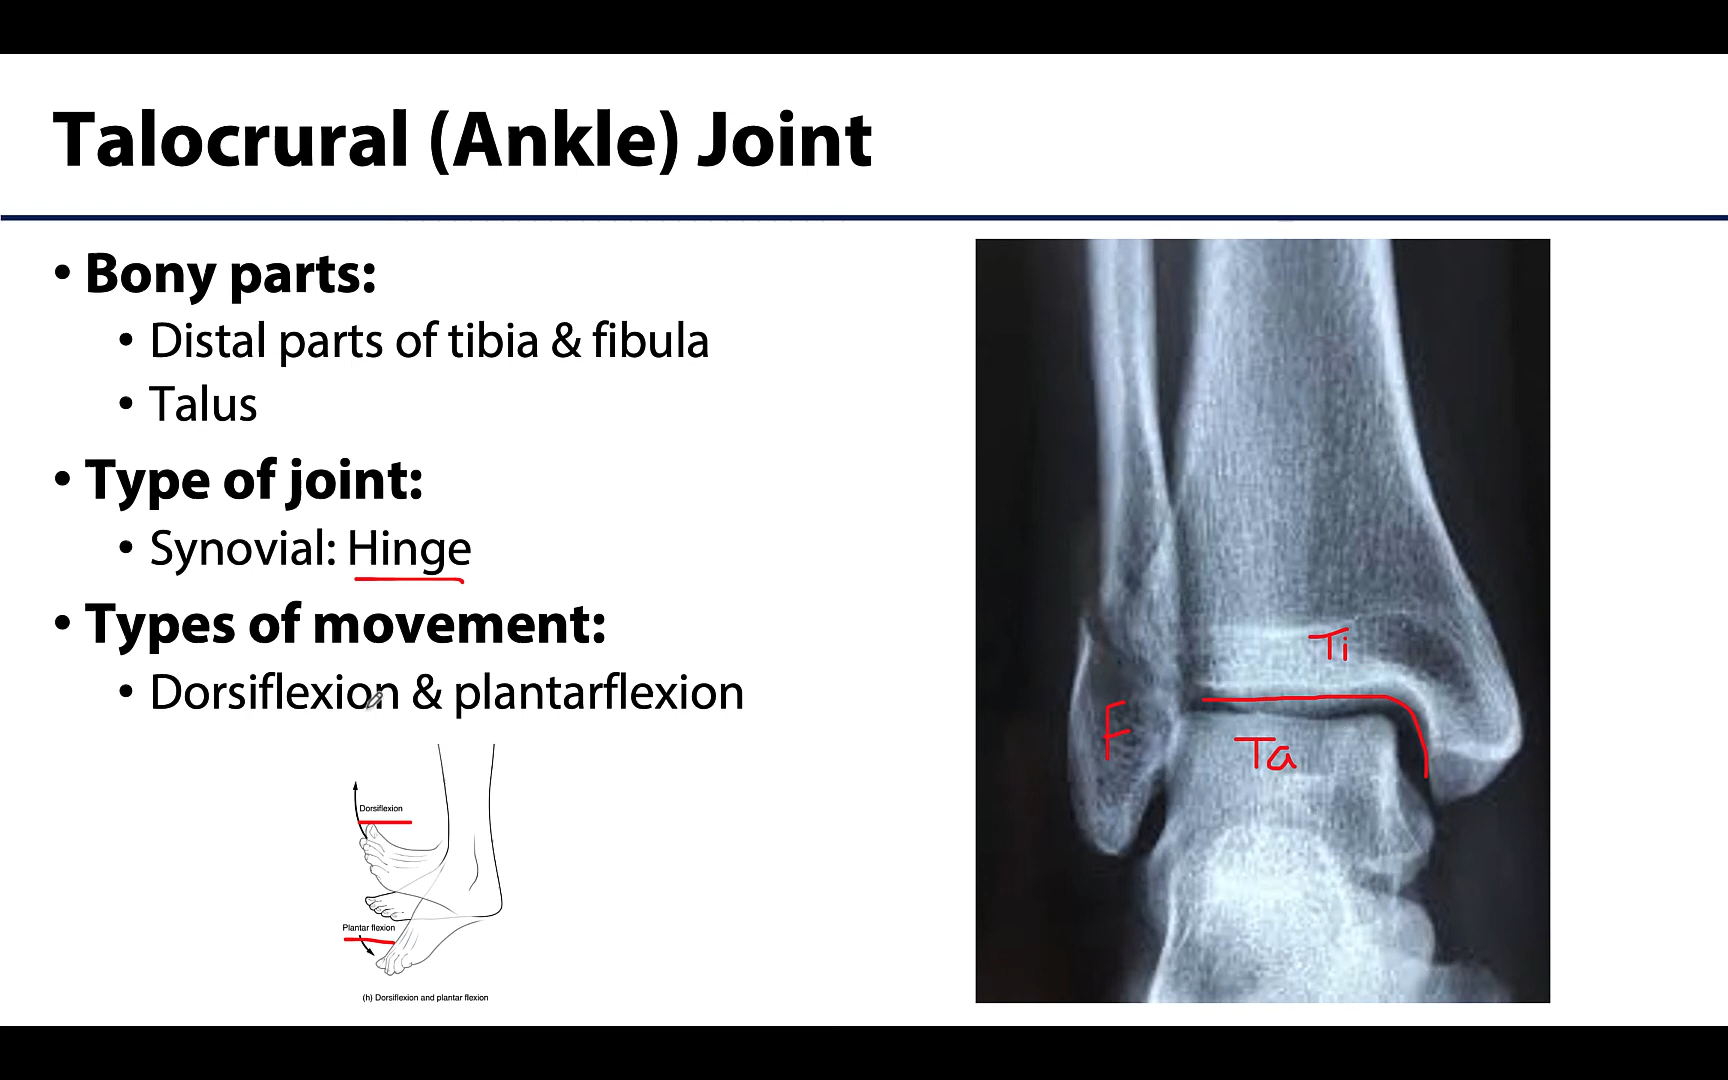 Talocrural (Ankle) Joint
• Bony parts:
• Distal parts of tibia & fibula
• Talus
• Type of joint:
• Synovial: Hinge
• Types of movement:
• Dorsiflexion & plantarflexion
Dorsiflexion
Plantar flexion
(h) Dorsiflexion and plantar flexion
Ti
F
Ta